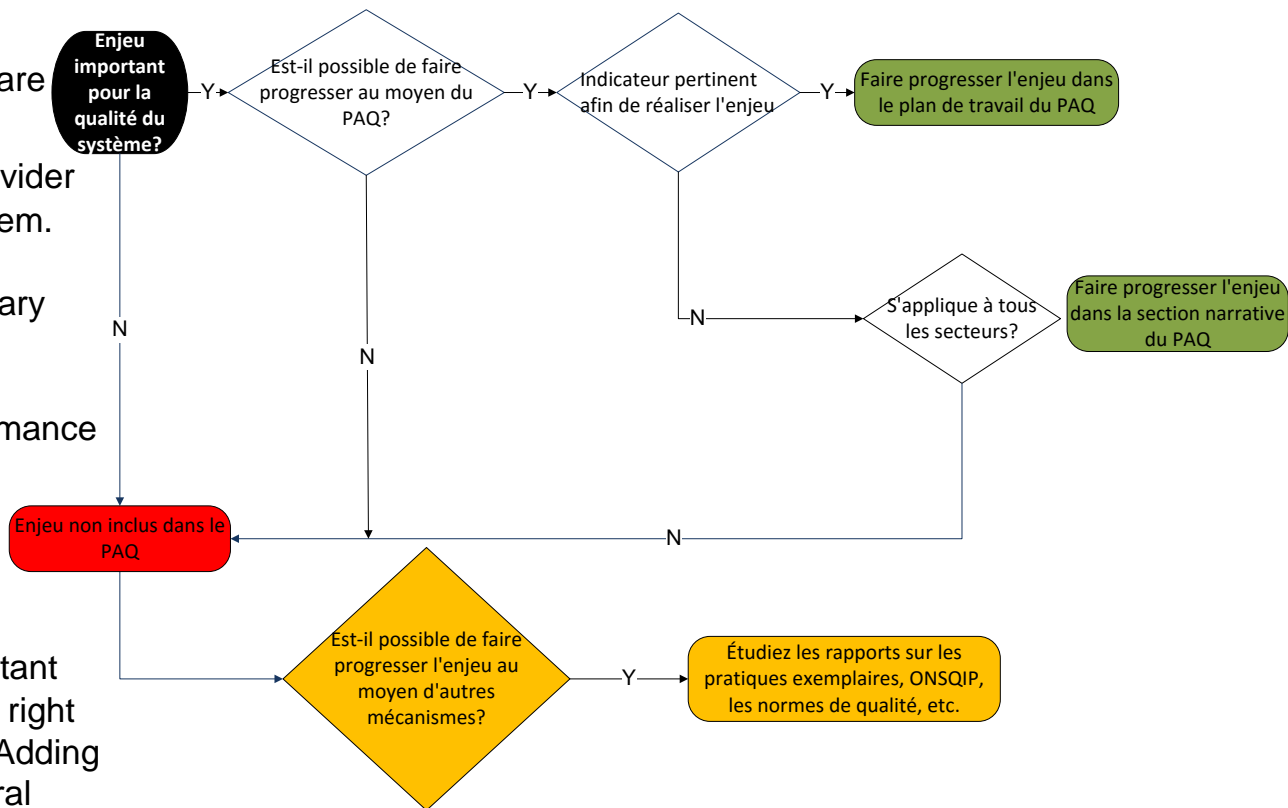 are
vider
em.
ary
mance
tant
right
Adding
ral
Enjeu
important
pour la
qualité du
système?
Y
Est-il possible de faire
progresser au moyen du
PAQ?
Y
Indicateur pertinent
afin de réaliser l'enjeu
Y
Faire progresser l'enjeu dans
le plan de travail du PAQ
N
N
N
S'applique à tous
les secteurs?
Faire progresser l'enjeu
dans la section narrative
du PAQ
N
Enjeu non inclus dans le
PAQ
Est-il possible de faire
progresser l'enjeu au
moyen d'autres
mécanismes?
Y
Étudiez les rapports sur les
pratiques exemplaires, ONSQIP,
les normes de qualité, etc.